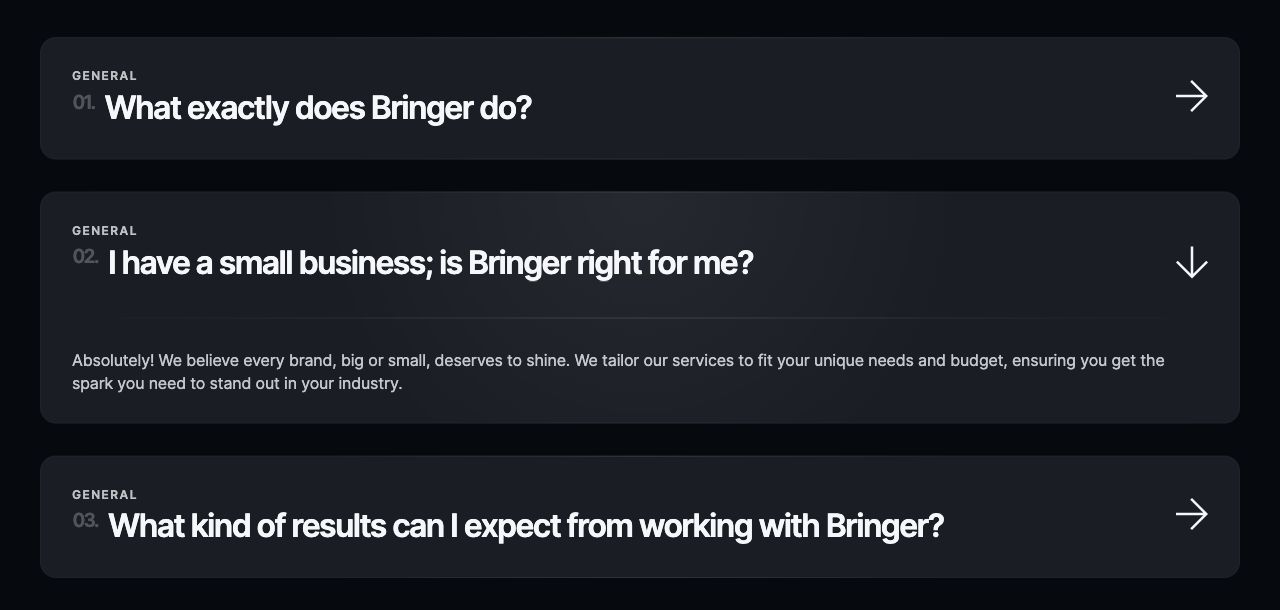 GENERAL
01. What exactly does Bringer do?
GENERAL
02. I have a small business; is Bringer right for me?
Absolutely! We believe every brand, big or small, deserves to shine. We tailor our services to fit your unique needs and budget, ensuring you get the
spark you need to stand out in your industry.
GENERAL
03. What kind of results can I expect from working with Bringer?